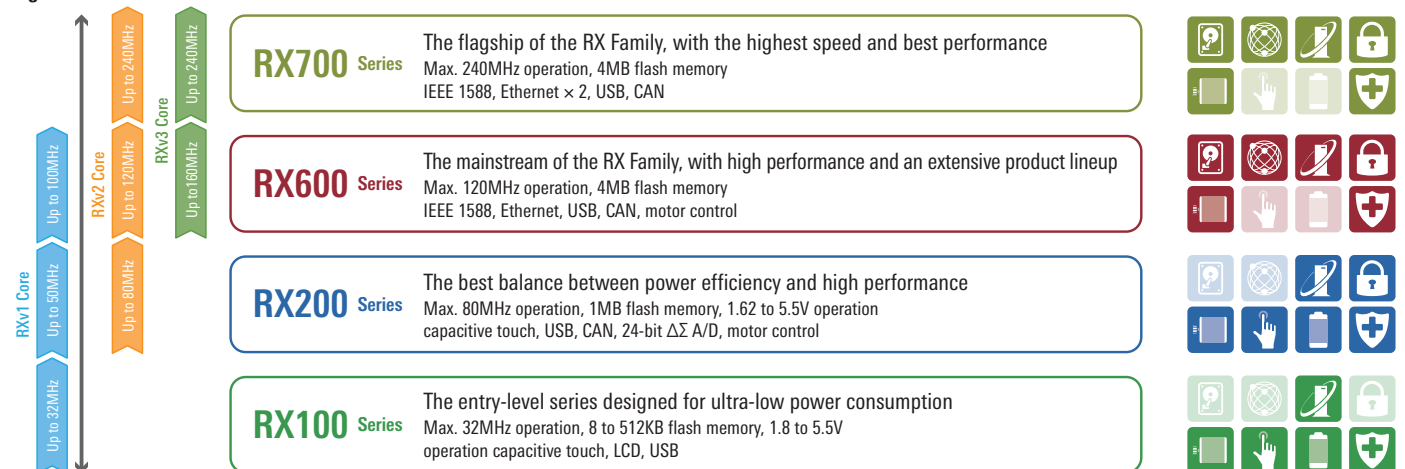 RXv1 Core
Up to 100MHz
Up to 50MHz
Up to 32MHz
RXv2 Core
Up to 240MHz
Up to 120MHz
Up to 80MHz
RXv3 Core
Up to 240MHz
Up to160MHz
RX700 Series
The flagship of the RX Family, with the highest speed and best performance
Max. 240MHz operation, 4MB flash memory
IEEE 1588, Ethernet × 2, USB, CAN
RX600 Series
The mainstream of the RX Family, with high performance and an extensive product lineup
Max. 120MHz operation, 4MB flash memory
IEEE 1588, Ethernet, USB, CAN, motor control
RX200 Series
The best balance between power efficiency and high performance
Max. 80MHz operation, 1MB flash memory, 1.62 to 5.5V operation
capacitive touch, USB, CAN, 24-bit ΔΣ A/D, motor control
RX100 Series
The entry-level series designed for ultra-low power consumption
Max. 32MHz operation, 8 to 512KB flash memory, 1.8 to 5.5V
operation capacitive touch, LCD, USB